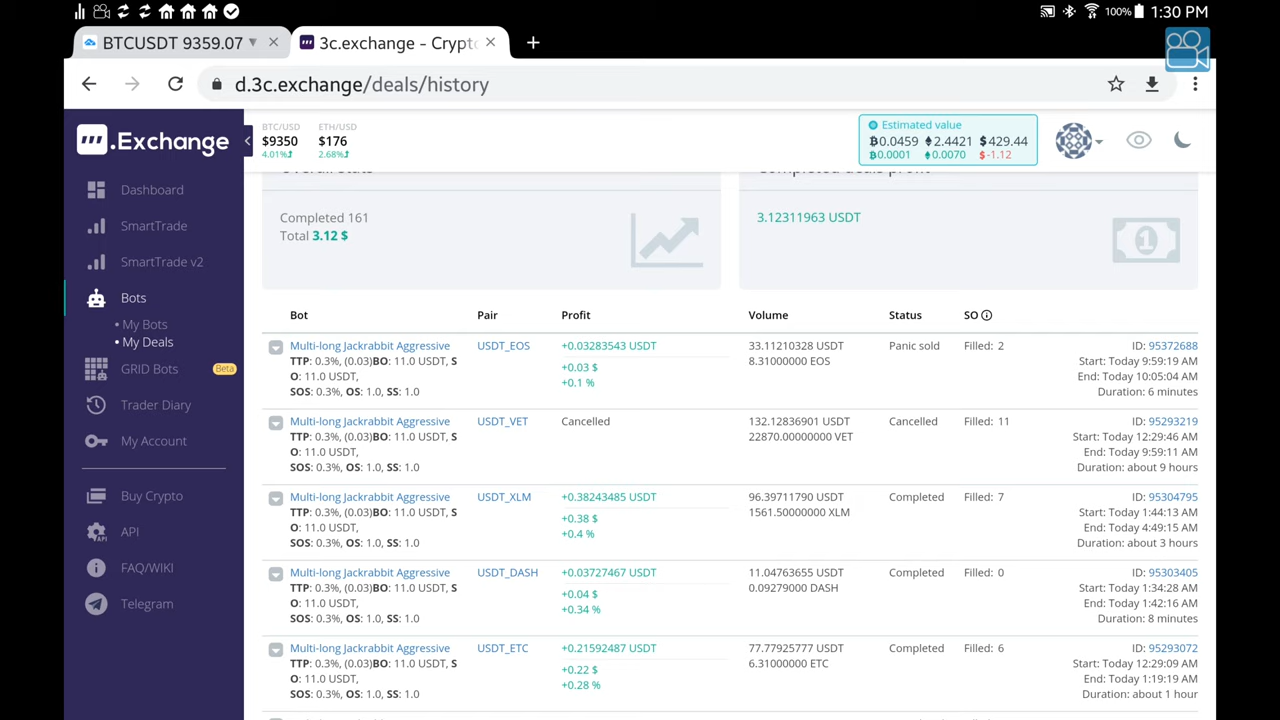 100% 1:30 PM
BTCUSDT 9359.07
3c.exchange - Crypto
d.3c.exchange/deals/history
.Exchange
BTC/USD
ETH/USD
$9350
$176
4.01%
2.68%
Estimated value
0.0459 2.4421 $429.44
0.0001 0.0070 $-1.12
Dashboard
SmartTrade
SmartTrade v2
Bots
My Bots
My Deals
GRID Bots Beta
Trader Diary
My Account
Buy Crypto
API
FAQ/WIKI
Telegram
Overall stats
Completed deals profit
Completed 161
Total 3.12 $
3.12311963 USDT
Bot Pair Profit Volume Status SO
Multi-long Jackrabbit Aggressive USDT_EOS +0.03283543 USDT 33.11210328 USDT Panic sold Filled: 2 ID: 95372688
TTP: 0.3%, (0.03)BO: 11.0 USDT, S +0.03 $ 8.31000000 EOS Start: Today 9:59:19 AM
O: 11.0 USDT, +0.1 % End: Today 10:05:04 AM
SOS: 0.3%, OS: 1.0, SS: 1.0 Duration: 6 minutes
Multi-long Jackrabbit Aggressive USDT_VET Cancelled 132.12836901 USDT Cancelled Filled: 11 ID: 95293219
TTP: 0.3%, (0.03)BO: 11.0 USDT, S 22870.00000000 VET Start: Today 12:29:46 AM
O: 11.0 USDT, End: Today 9:59:11 AM
SOS: 0.3%, OS: 1.0, SS: 1.0 Duration: about 9 hours
Multi-long Jackrabbit Aggressive USDT_XLM +0.38243485 USDT 96.39711790 USDT Completed Filled: 7 ID: 95304795
TTP: 0.3%, (0.03)BO: 11.0 USDT, S +0.38 $ 1561.50000000 XLM Start: Today 1:44:13 AM
O: 11.0 USDT, +0.4 % End: Today 4:49:15 AM
SOS: 0.3%, OS: 1.0, SS: 1.0 Duration: about 3 hours
Multi-long Jackrabbit Aggressive USDT_DASH +0.03727467 USDT 11.04763655 USDT Completed Filled: 0 ID: 95303405
TTP: 0.3%, (0.03)BO: 11.0 USDT, S +0.04 $ 0.09279000 DASH Start: Today 1:34:28 AM
O: 11.0 USDT, +0.34 % End: Today 1:42:16 AM
SOS: 0.3%, OS: 1.0, SS: 1.0 Duration: 8 minutes
Multi-long Jackrabbit Aggressive USDT_ETC +0.21592487 USDT 77.77925777 USDT Completed Filled: 6 ID: 95293072
TTP: 0.3%, (0.03)BO: 11.0 USDT, S +0.22 $ 6.31000000 ETC Start: Today 12:29:09 AM
O: 11.0 USDT, +0.28 % End: Today 1:19:19 AM
SOS: 0.3%, OS: 1.0, SS: 1.0 Duration: about 1 hour